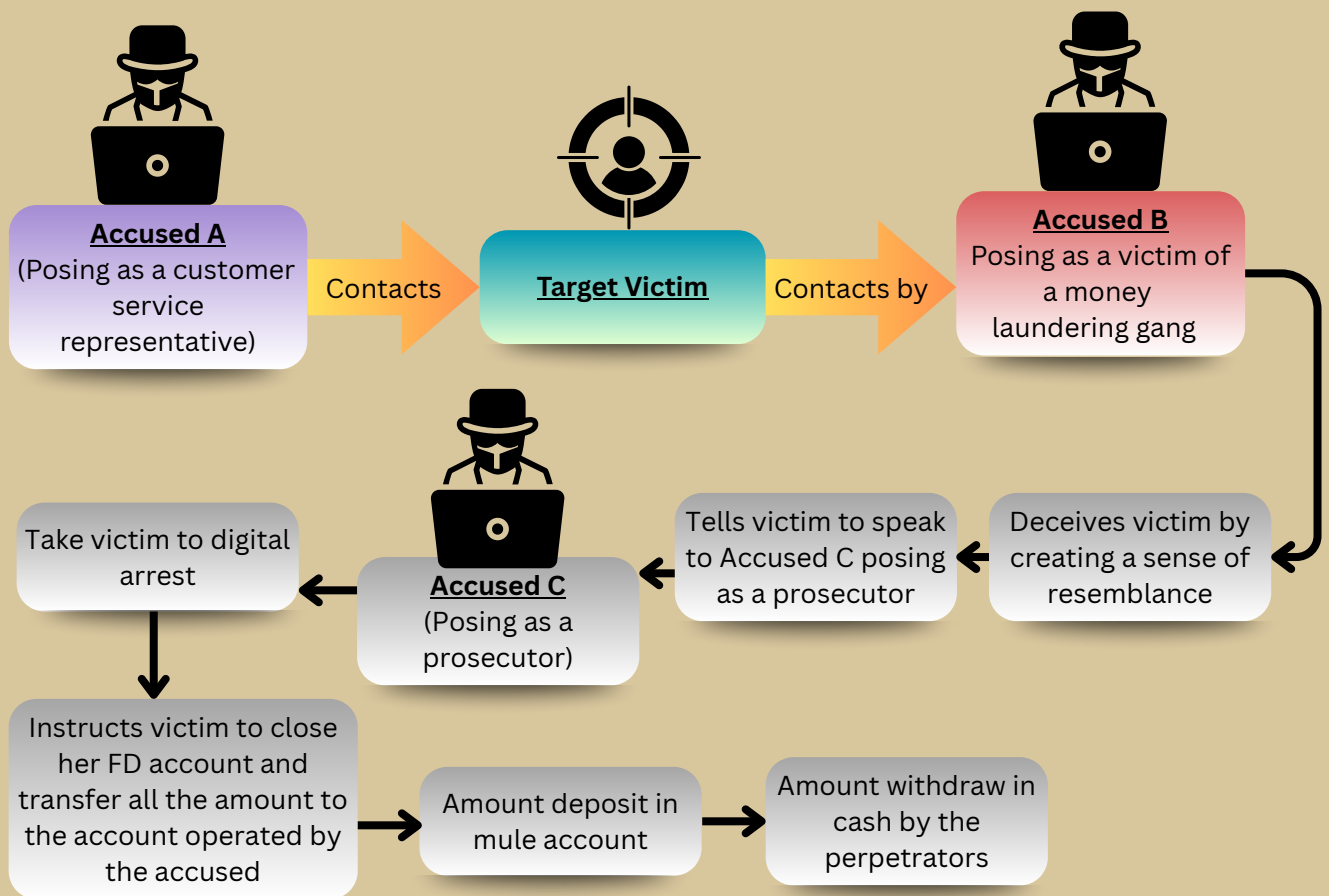 Accused A
(Posing as a customer
service
representative)
Contacts
Target Victim
Contacts by
Accused B
Posing as a victim of
a money
laundering gang
Deceives victim by
creating a sense of
resemblance
Tells victim to speak
to Accused C posing
as a prosecutor
Accused C
(Posing as a
prosecutor)
Take victim to digital
arrest
Instructs victim to close
her FD account and
transfer all the amount to
the account operated by
the accused
Amount deposit in
mule account
Amount withdraw in
cash by the
perpetrators